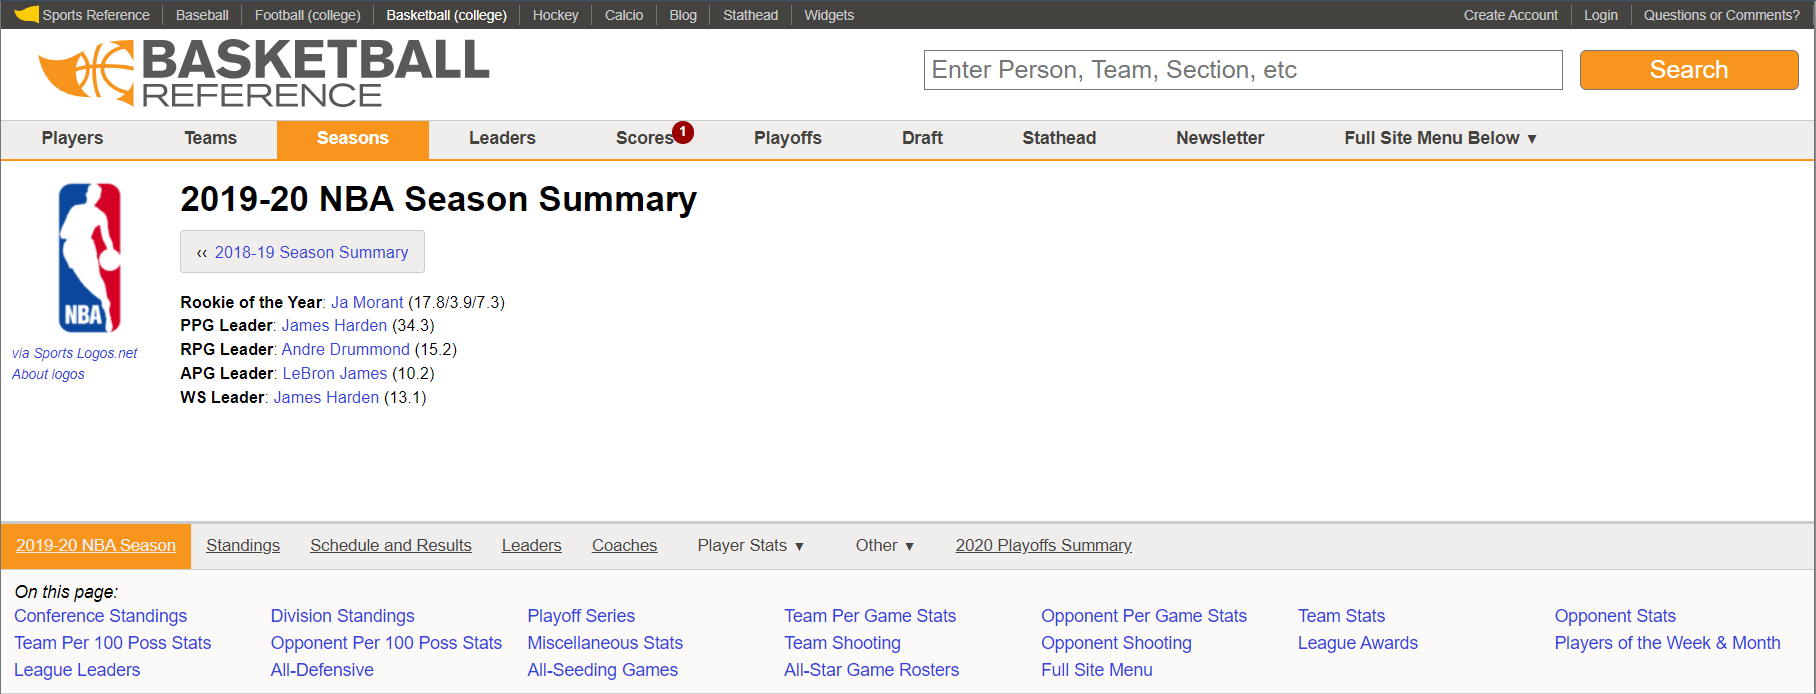 Sports Reference Baseball Football (college) Basketball (college) Hockey Calcio Blog Stathead Widgets Create Account Login Questions or Comments?
BASKETBALL
REFERENCE
Enter Person, Team, Section, etc Search
Players Teams Seasons Leaders Scores 1 Playoffs Draft Stathead Newsletter Full Site Menu Below ▼
NBA
via Sports Logos.net
About logos
2019-20 NBA Season Summary
‹‹ 2018-19 Season Summary
Rookie of the Year: Ja Morant (17.8/3.9/7.3)
PPG Leader: James Harden (34.3)
RPG Leader: Andre Drummond (15.2)
APG Leader: LeBron James (10.2)
WS Leader: James Harden (13.1)
2019-20 NBA Season Standings Schedule and Results Leaders Coaches Player Stats ▼ Other ▼ 2020 Playoffs Summary
On this page:
Conference Standings Division Standings Playoff Series Team Per Game Stats Opponent Per Game Stats Team Stats Opponent Stats
Team Per 100 Poss Stats Opponent Per 100 Poss Stats Miscellaneous Stats Team Shooting Opponent Shooting League Awards Players of the Week & Month
League Leaders All-Defensive All-Seeding Games All-Star Game Rosters Full Site Menu